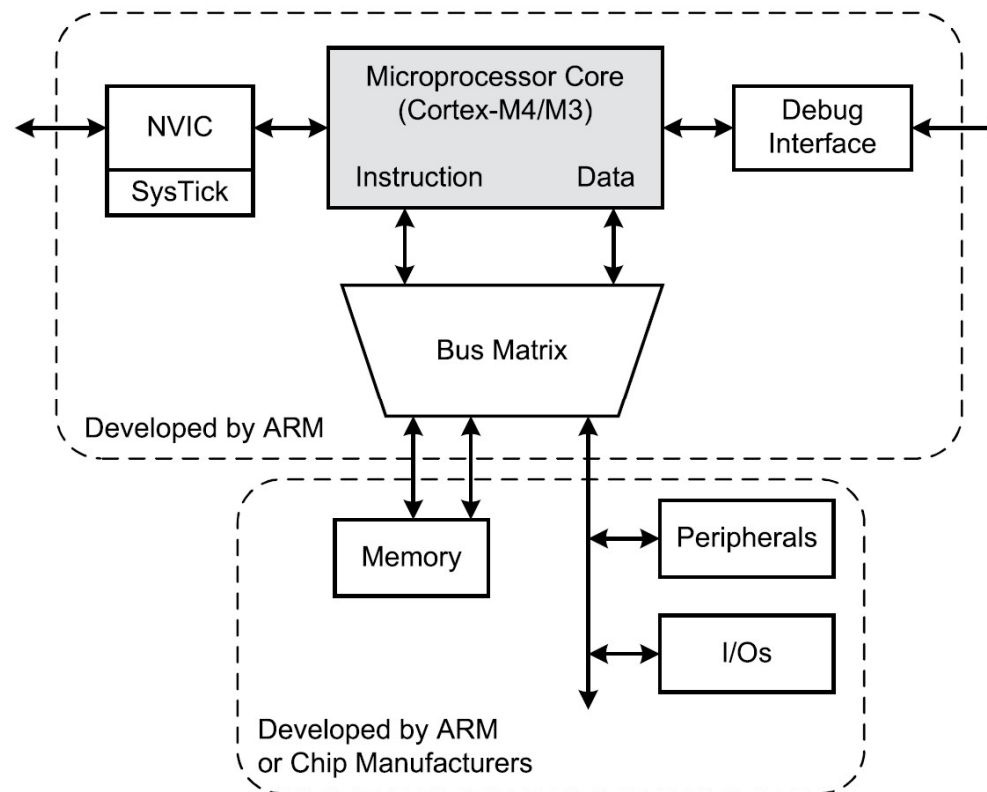 Microprocessor Core
(Cortex-M4/M3)
Instruction Data
NVIC
SysTick
Debug
Interface
Bus Matrix
Developed by ARM
Memory
Peripherals
I/Os
Developed by ARM
or Chip Manufacturers